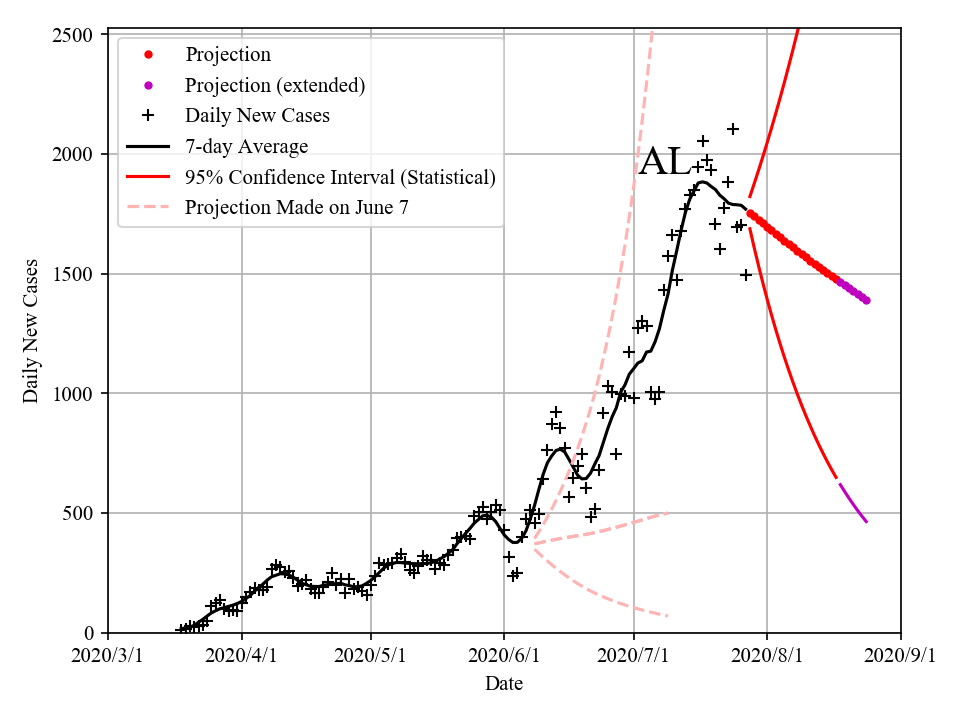 2500
2000
1500
1000
500
0
Daily New Cases
Projection
Projection (extended)
Daily New Cases
7-day Average
95% Confidence Interval (Statistical)
Projection Made on June 7
AL
2020/3/1 2020/4/1 2020/5/1 2020/6/1 2020/7/1 2020/8/1 2020/9/1
Date